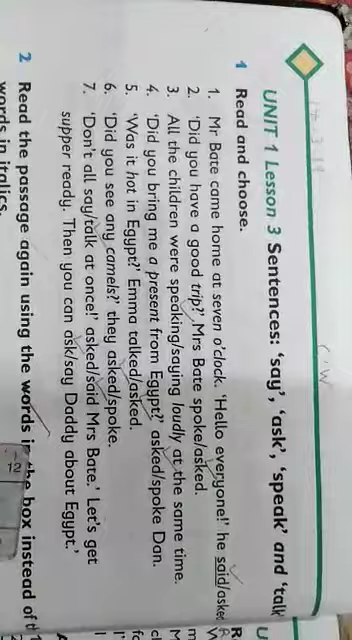 C.W
UNIT 1 Lesson 3 Sentences: 'say', 'ask', 'speak' and 'talk
1 Read and choose.
1. Mr Bate came home at seven o'clock. 'Hello everyone!' he said/asked
2. 'Did you have a good trip?' Mrs Bate spoke/asked.
3. All the children were speaking/saying loudly at the same time.
4. 'Did you bring me a present from Egypt?' asked/spoke Dan.
5. 'Was it hot in Egypt?' Emma talked/asked.
6. 'Did you see any camels?' they asked/spoke.
7. 'Don't all say/talk at once!' asked/said Mrs Bate.' Let's get
supper ready. Then you can ask/say Daddy about Egypt.'
2 Read the passage again using the words in the box instead of
words in italics.
12